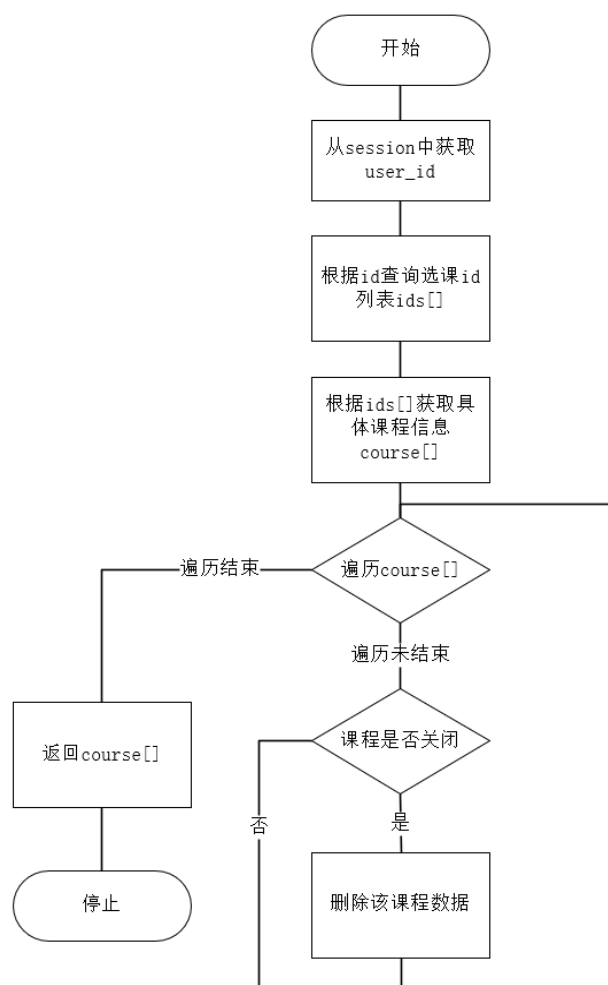 开始
从session中获取
user_id
根据id查询选课id
列表ids[]
根据ids[]获取具
体课程信息
course[]
遍历结束
遍历course[]
遍历未结束
返回course[]
课程是否关闭
否
是
停止
删除该课程数据